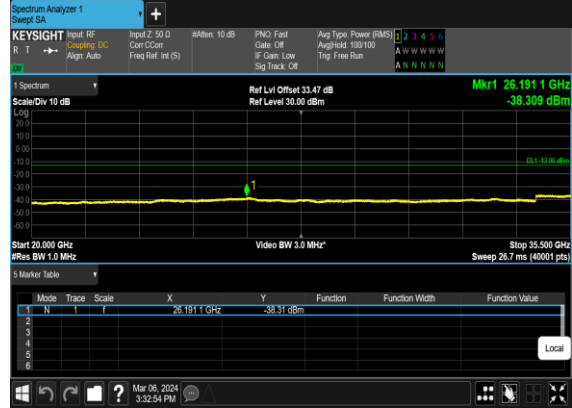 Spectrum Analyzer 1
Swept SA
+
KEYSIGHT Input: RF Input Z: 50 Ω #Atten: 10 dB PNO: Fast Avg Type: Power (RMS) 1 2 3 4 5 6
R T Coupling: DC Corr CCorr Gate: Off Avg|Hold: 100/100 A W W W W W
Align: Auto Freq Ref: Int (S) IF Gain: Low Trig: Free Run
Sig Track: Off A N N N N N
1 Spectrum Ref Lvl Offset 33.47 dB Mkr1 26.191 1 GHz
Scale/Div 10 dB Ref Level 30.00 dBm -38.309 dBm
Log
20.0
10.0
0.00
-10.0
DL1 -13.00 dBm
-20.0
-30.0
1
-40.0
-50.0
-60.0
Start 20.000 GHz Video BW 3.0 MHz* Stop 35.500 GHz
#Res BW 1.0 MHz Sweep 26.7 ms (40001 pts)
5 Marker Table
Mode Trace Scale X Y Function Function Width Function Value
1 N 1 f 26.191 1 GHz -38.31 dBm
2
3
4
5
6
Local
? Mar 06, 2024
3:32:54 PM